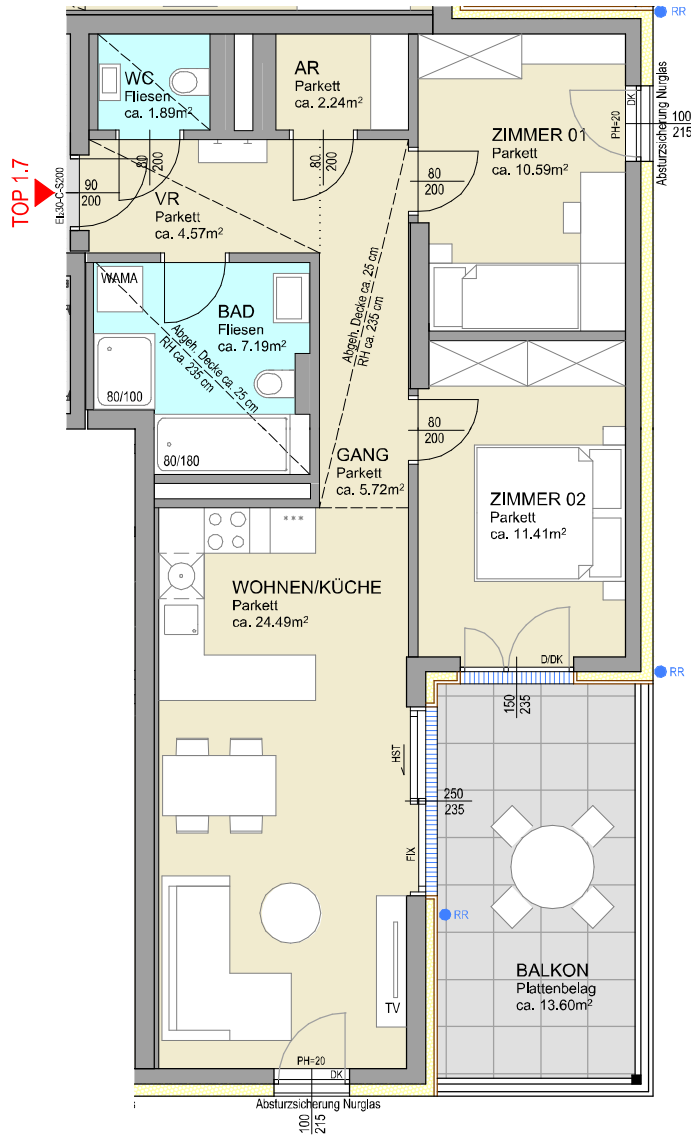 RR
WC
Fliesen
ca. 1.89m²
AR
Parkett
ca. 2.24m²
ZIMMER 01
Parkett
ca. 10.59m²
DK
PH=20
Absturzsicherung Nurglas
100
215
80
200
80
200
80
200
TOP 1.7
90
200
EI₂30-C-S200
VR
Parkett
ca. 4.57m²
WAMA
BAD
Fliesen
ca. 7.19m²
Abgeh. Decke ca. 25 cm
RH ca. 235 cm
80/100
80/180
Abgeh. Decke ca. 25 cm
RH ca. 235 cm
80
200
GANG
Parkett
ca. 5.72m²
ZIMMER 02
Parkett
ca. 11.41m²
D/DK
150
235
RR
***
WOHNEN/KÜCHE
Parkett
ca. 24.49m²
HST
250
235
FIX
RR
BALKON
Plattenbelag
ca. 13.60m²
TV
PH=20
DK
Absturzsicherung Nurglas
100
215